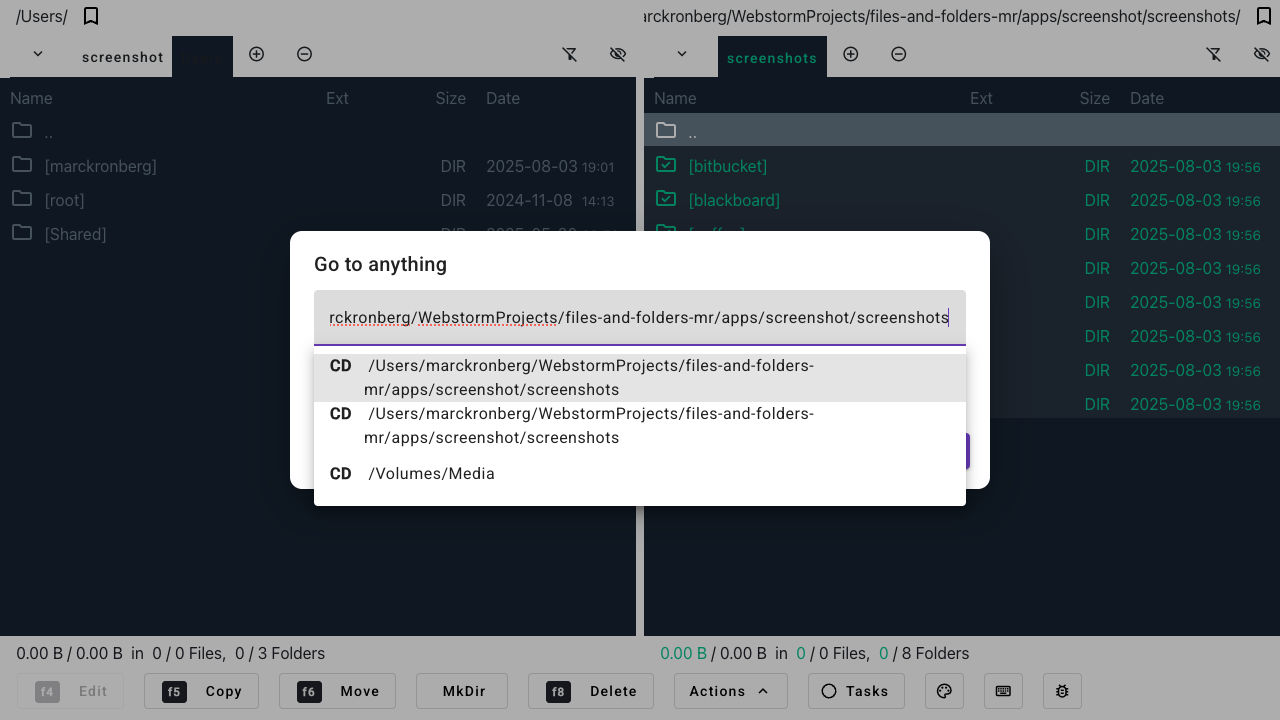 /Users/
arckronberg/WebstormProjects/files-and-folders-mr/apps/screenshot/screenshots/
screenshot
screenshots
Name Ext Size Date
Name Ext Size Date
..
..
[marckronberg] DIR 2025-08-03 19:01
[bitbucket] DIR 2025-08-03 19:56
[root] DIR 2024-11-08 14:13
[blackboard] DIR 2025-08-03 19:56
[Shared] DIR
DIR 2025-08-03 19:56
DIR 2025-08-03 19:56
DIR 2025-08-03 19:56
DIR 2025-08-03 19:56
DIR 2025-08-03 19:56
DIR 2025-08-03 19:56
Go to anything
rckronberg/WebstormProjects/files-and-folders-mr/apps/screenshot/screenshots
CD /Users/marckronberg/WebstormProjects/files-and-folders-
mr/apps/screenshot/screenshots
CD /Users/marckronberg/WebstormProjects/files-and-folders-
mr/apps/screenshot/screenshots
CD /Volumes/Media
0.00 B / 0.00 B in 0 / 0 Files, 0 / 3 Folders
0.00 B / 0.00 B in 0 / 0 Files, 0 / 8 Folders
f4 Edit f5 Copy f6 Move MkDir f8 Delete Actions Tasks